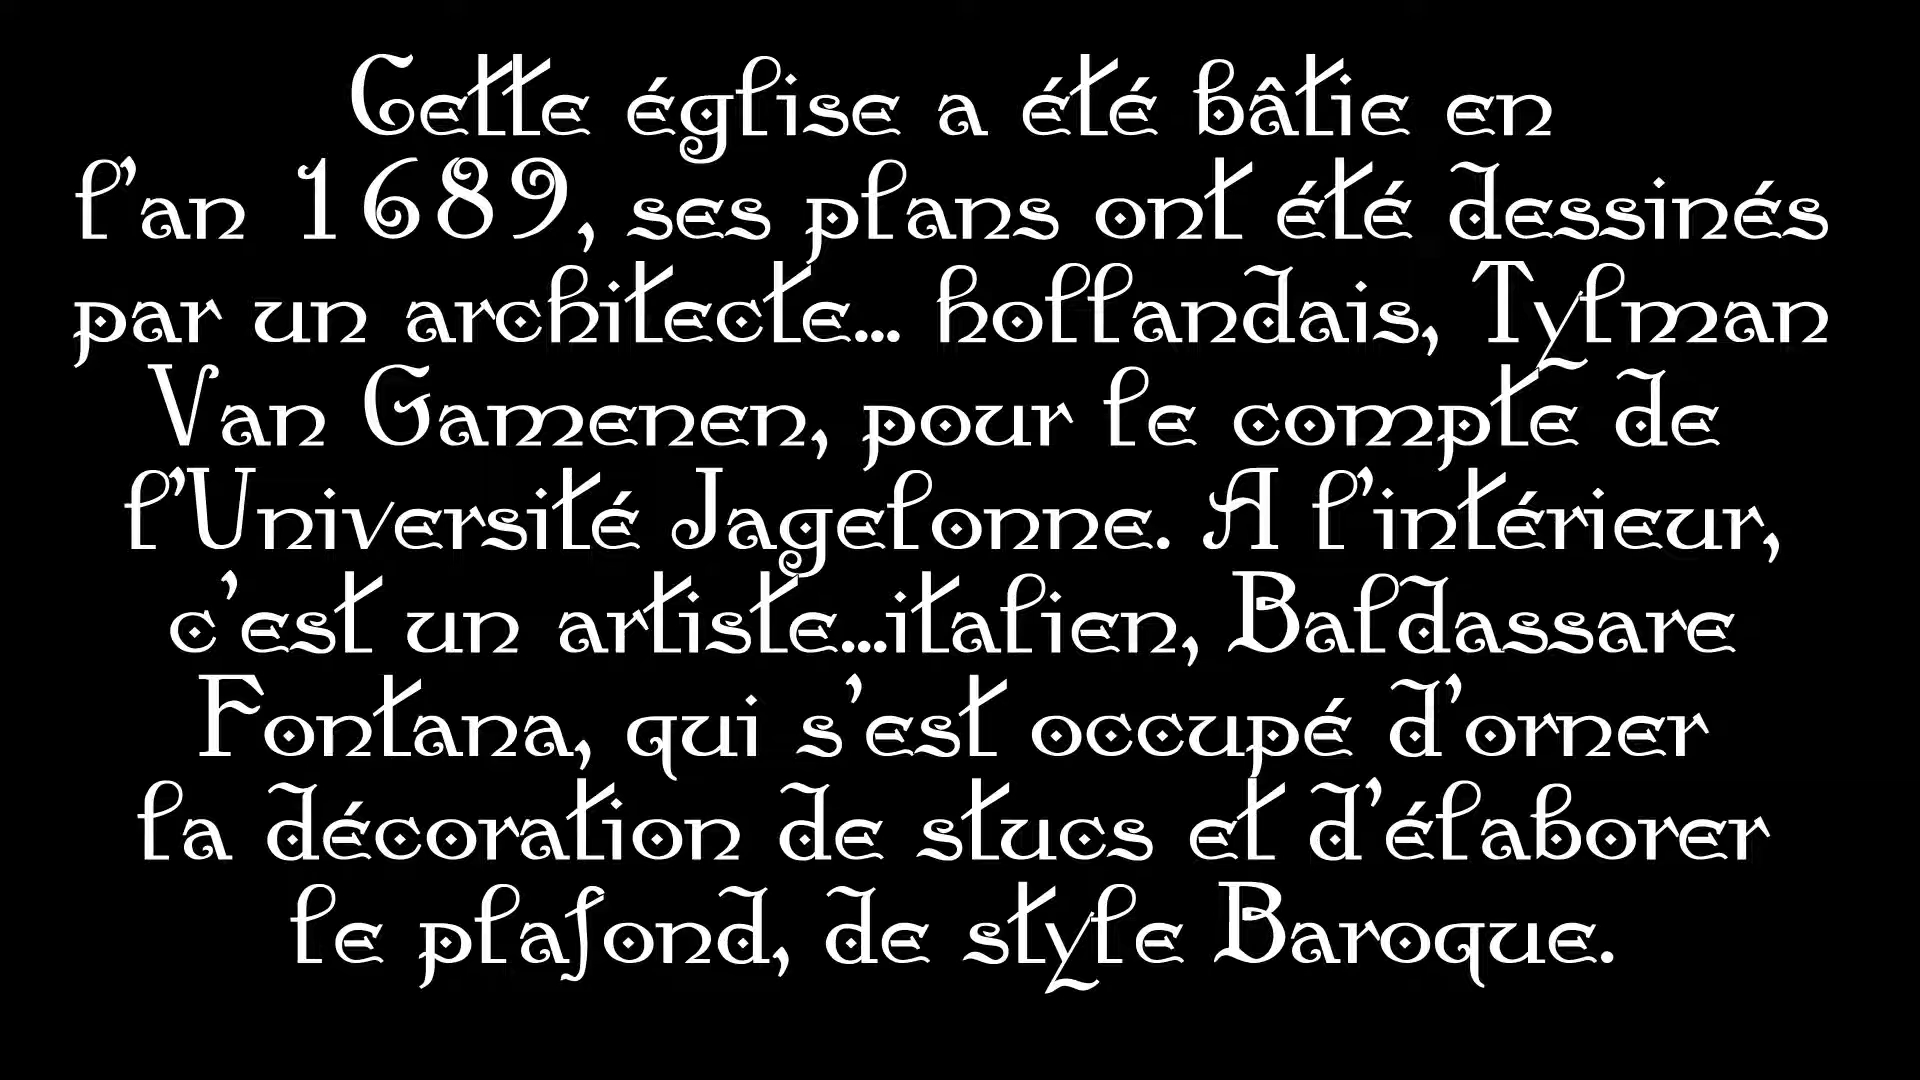 Cette église a été bâtie en
l'an 1689, ses plans ont été dessinés
par un architecte... hollandais, Tylman
Van Gamenen, pour le compte de
l'Université Jagelonne. A l'intérieur,
c'est un artiste...italien, Baldassare
Fontana, qui s'est occupé d'orner
la décoration de stucs et d'élaborer
le plafond, de style Baroque.